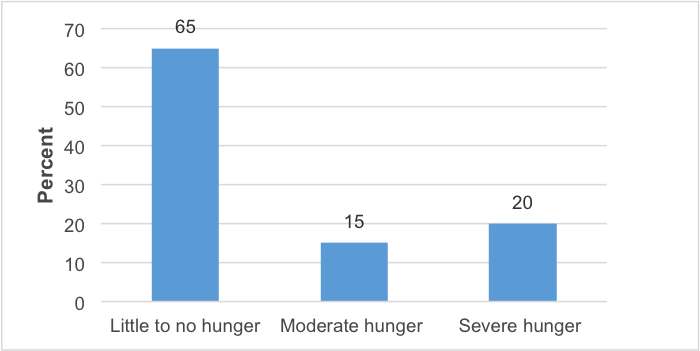 Percent
70
60
50
40
30
20
10
0
65
15
20
Little to no hunger
Moderate hunger
Severe hunger